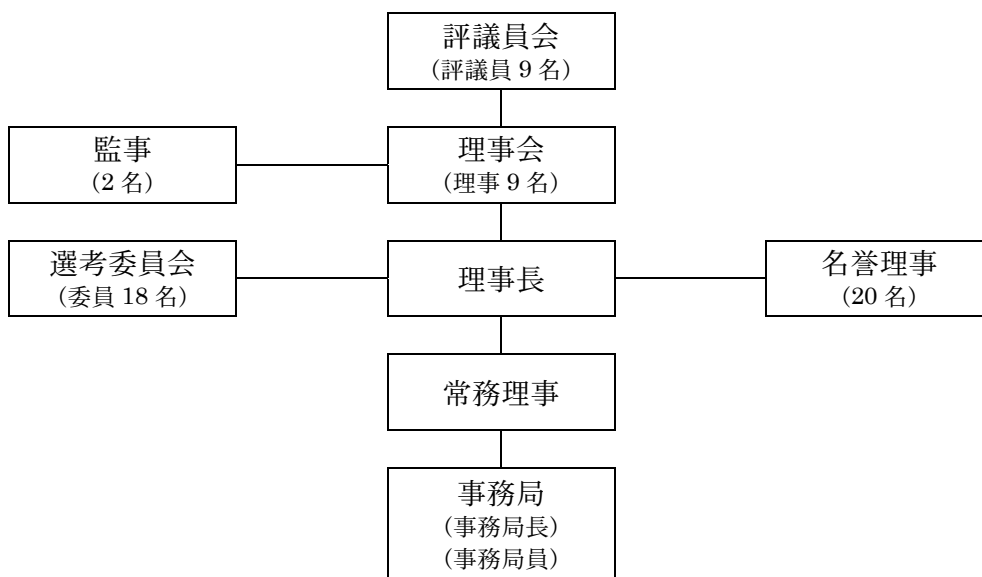 評議員会
(評議員 9 名)
監事
(2 名)
理事会
(理事 9 名)
選考委員会
(委員 18 名)
理事長
名誉理事
(20 名)
常務理事
事務局
(事務局長)
(事務局員)